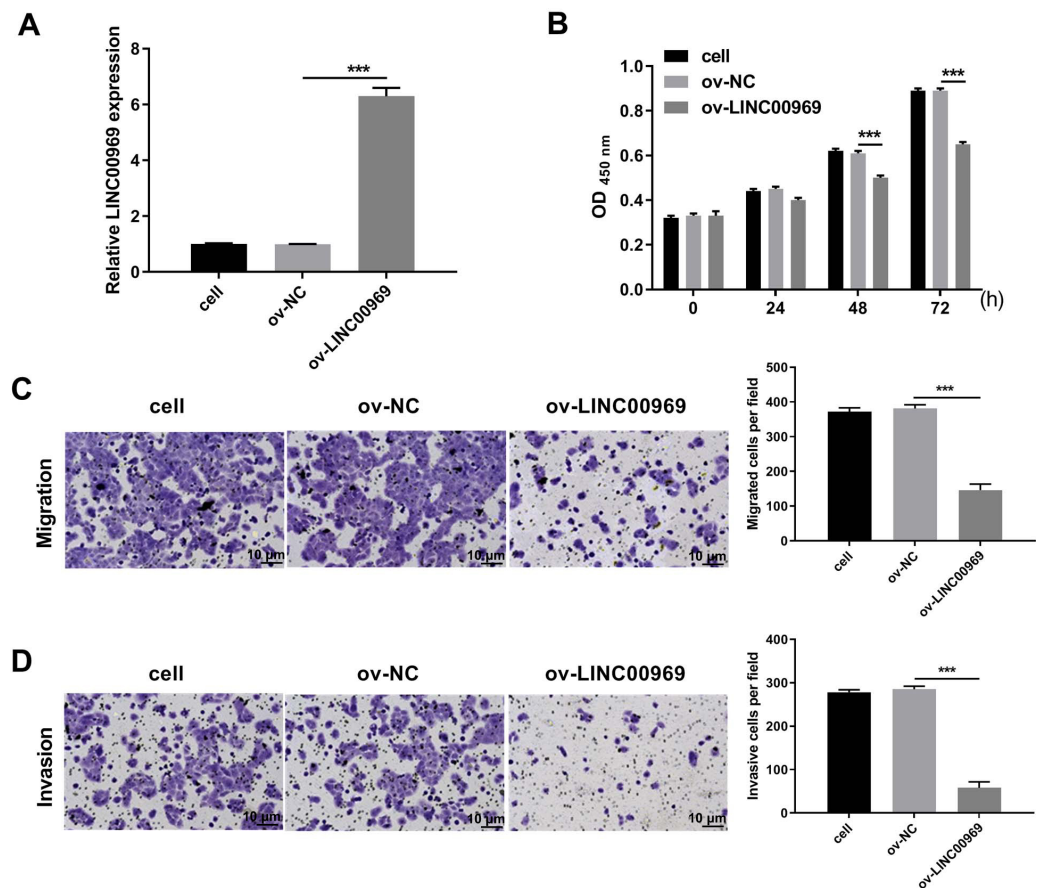 A
Relative LINC00969 expression
8
6
4
2
0
***
cell
ov-NC
ov-LINC00969
B
cell
ov-NC
ov-LINC00969
OD 450 nm
1.0
0.8
0.6
0.4
0.2
0.0
***
***
0 24 48 72 (h)
C
cell ov-NC ov-LINC00969
Migration
10 µm 10 µm 10 µm
Migrated cells per field
500
400
300
200
100
0
***
cell
ov-NC
ov-LINC00969
D
cell ov-NC ov-LINC00969
Invasion
10 µm 10 µm 10 µm
Invasive cells per field
400
300
200
100
0
***
cell
ov-NC
ov-LINC00969